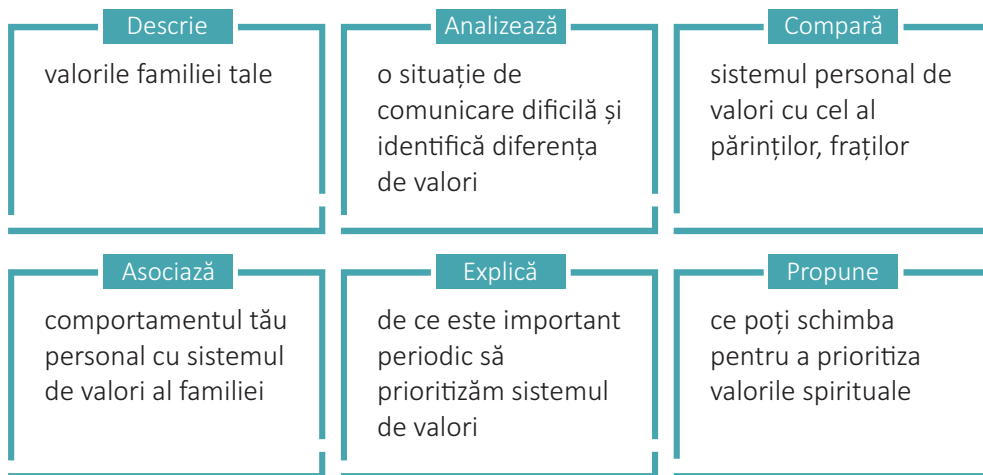 Descrie
valorile familiei tale
Analizează
o situație de
comunicare dificilă și
identifică diferența
de valori
Compară
sistemul personal de
valori cu cel al
părinților, fraților
Asociază
comportamentul tău
personal cu sistemul
de valori al familiei
Explică
de ce este important
periodic să
prioritizăm sistemul
de valori
Propune
ce poți schimba
pentru a prioritiza
valorile spirituale